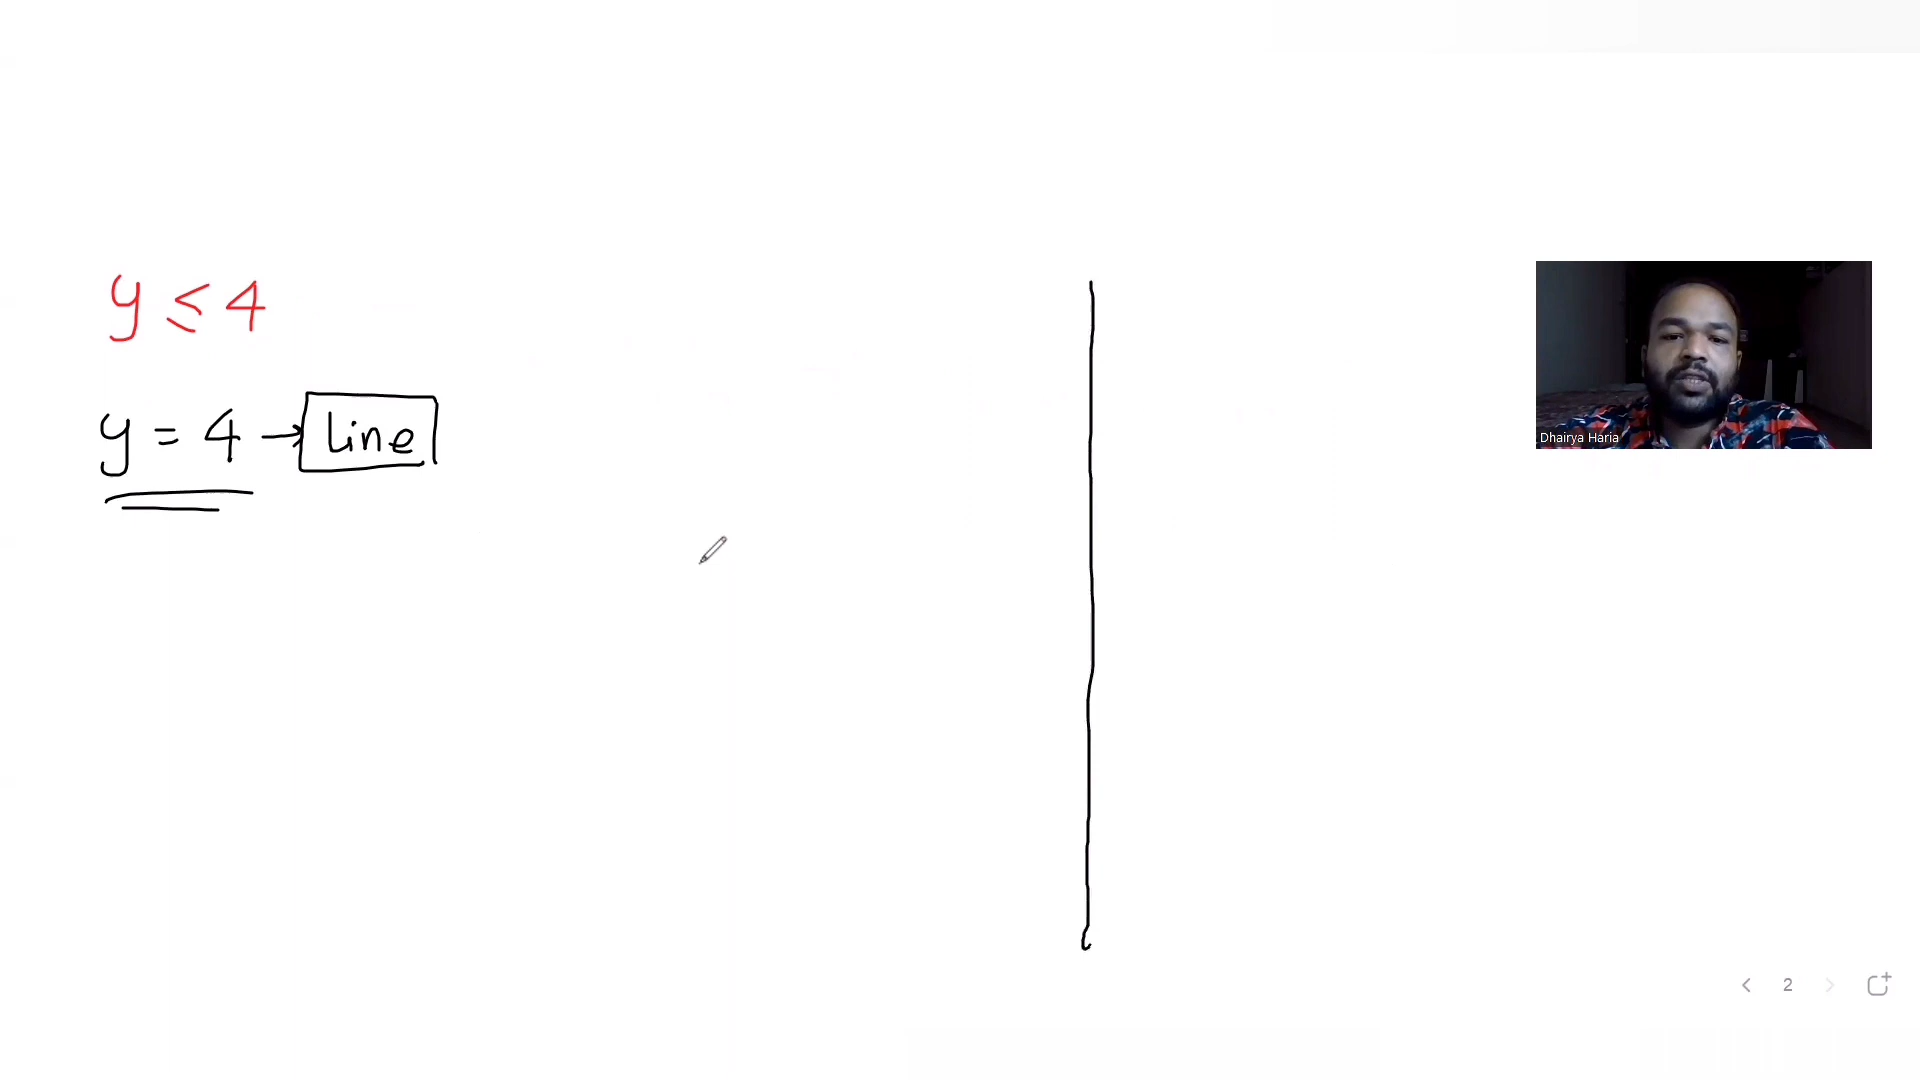 y ≤ 4
y = 4 → line
Dhairya Haria
2